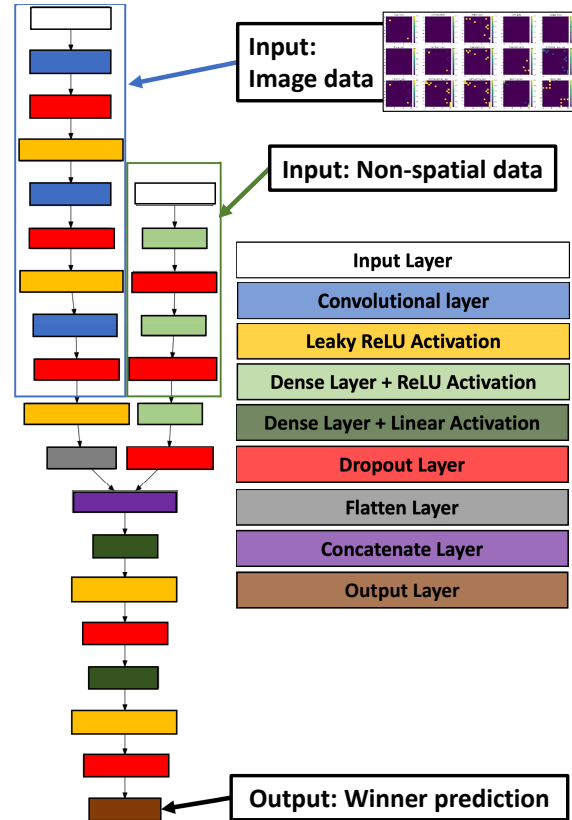 Input:
Image data
Input: Non-spatial data
Input Layer
Convolutional layer
Leaky ReLU Activation
Dense Layer + ReLU Activation
Dense Layer + Linear Activation
Dropout Layer
Flatten Layer
Concatenate Layer
Output Layer
Output: Winner prediction